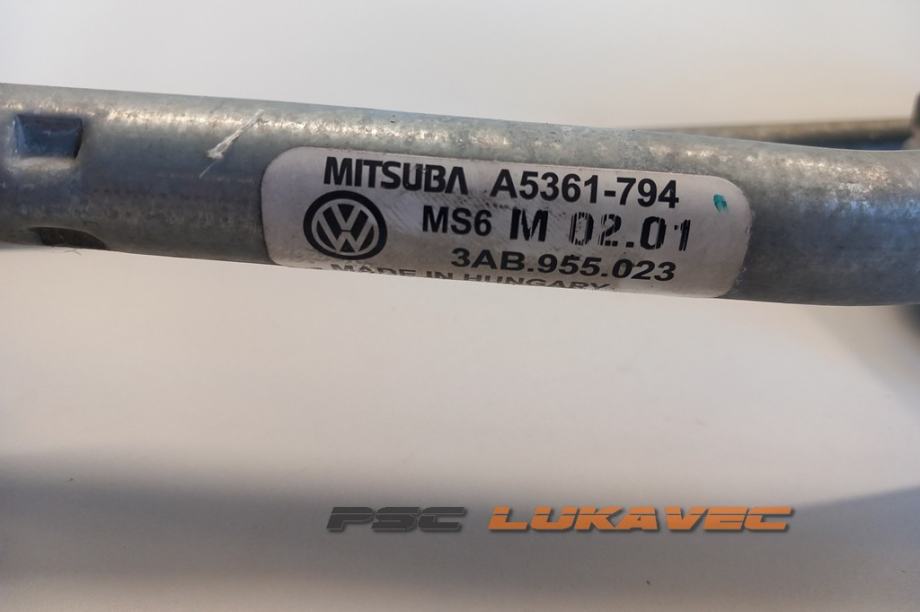 MITSUBA A5361-794
MS6 M 02.01
3AB.955.023
MADE IN HUNGARY
PSC LUKAVEC